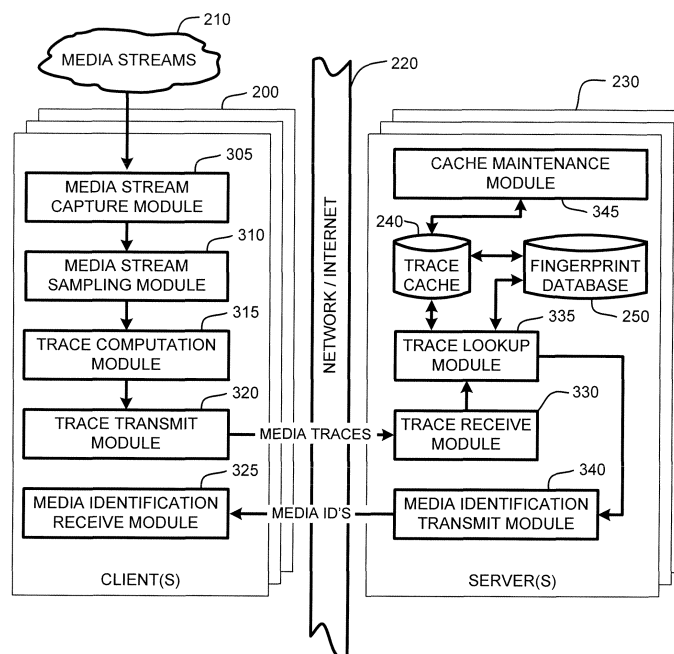 210
MEDIA STREAMS
220
200
230
305
MEDIA STREAM
CAPTURE MODULE
310
MEDIA STREAM
SAMPLING MODULE
315
TRACE COMPUTATION
MODULE
320
TRACE TRANSMIT
MODULE
325
MEDIA IDENTIFICATION
RECEIVE MODULE
CLIENT(S)
NETWORK / INTERNET
MEDIA TRACES
MEDIA ID'S
CACHE MAINTENANCE
MODULE
345
240
TRACE
CACHE
FINGERPRINT
DATABASE
250
335
TRACE LOOKUP
MODULE
330
TRACE RECEIVE
MODULE
340
MEDIA IDENTIFICATION
TRANSMIT MODULE
SERVER(S)